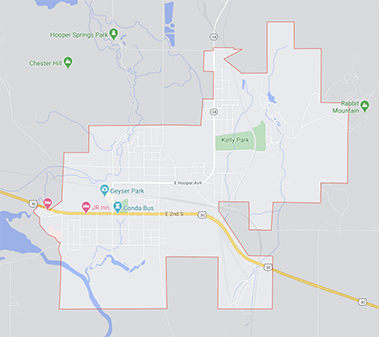 Hooper Springs Park
34
Chester Hill
Rabbit
Mountain
34
Kelly Park
E Hooper Ave
Geyser Park
30
JR Inn
Conda Bus
E 2nd S
30
30
30